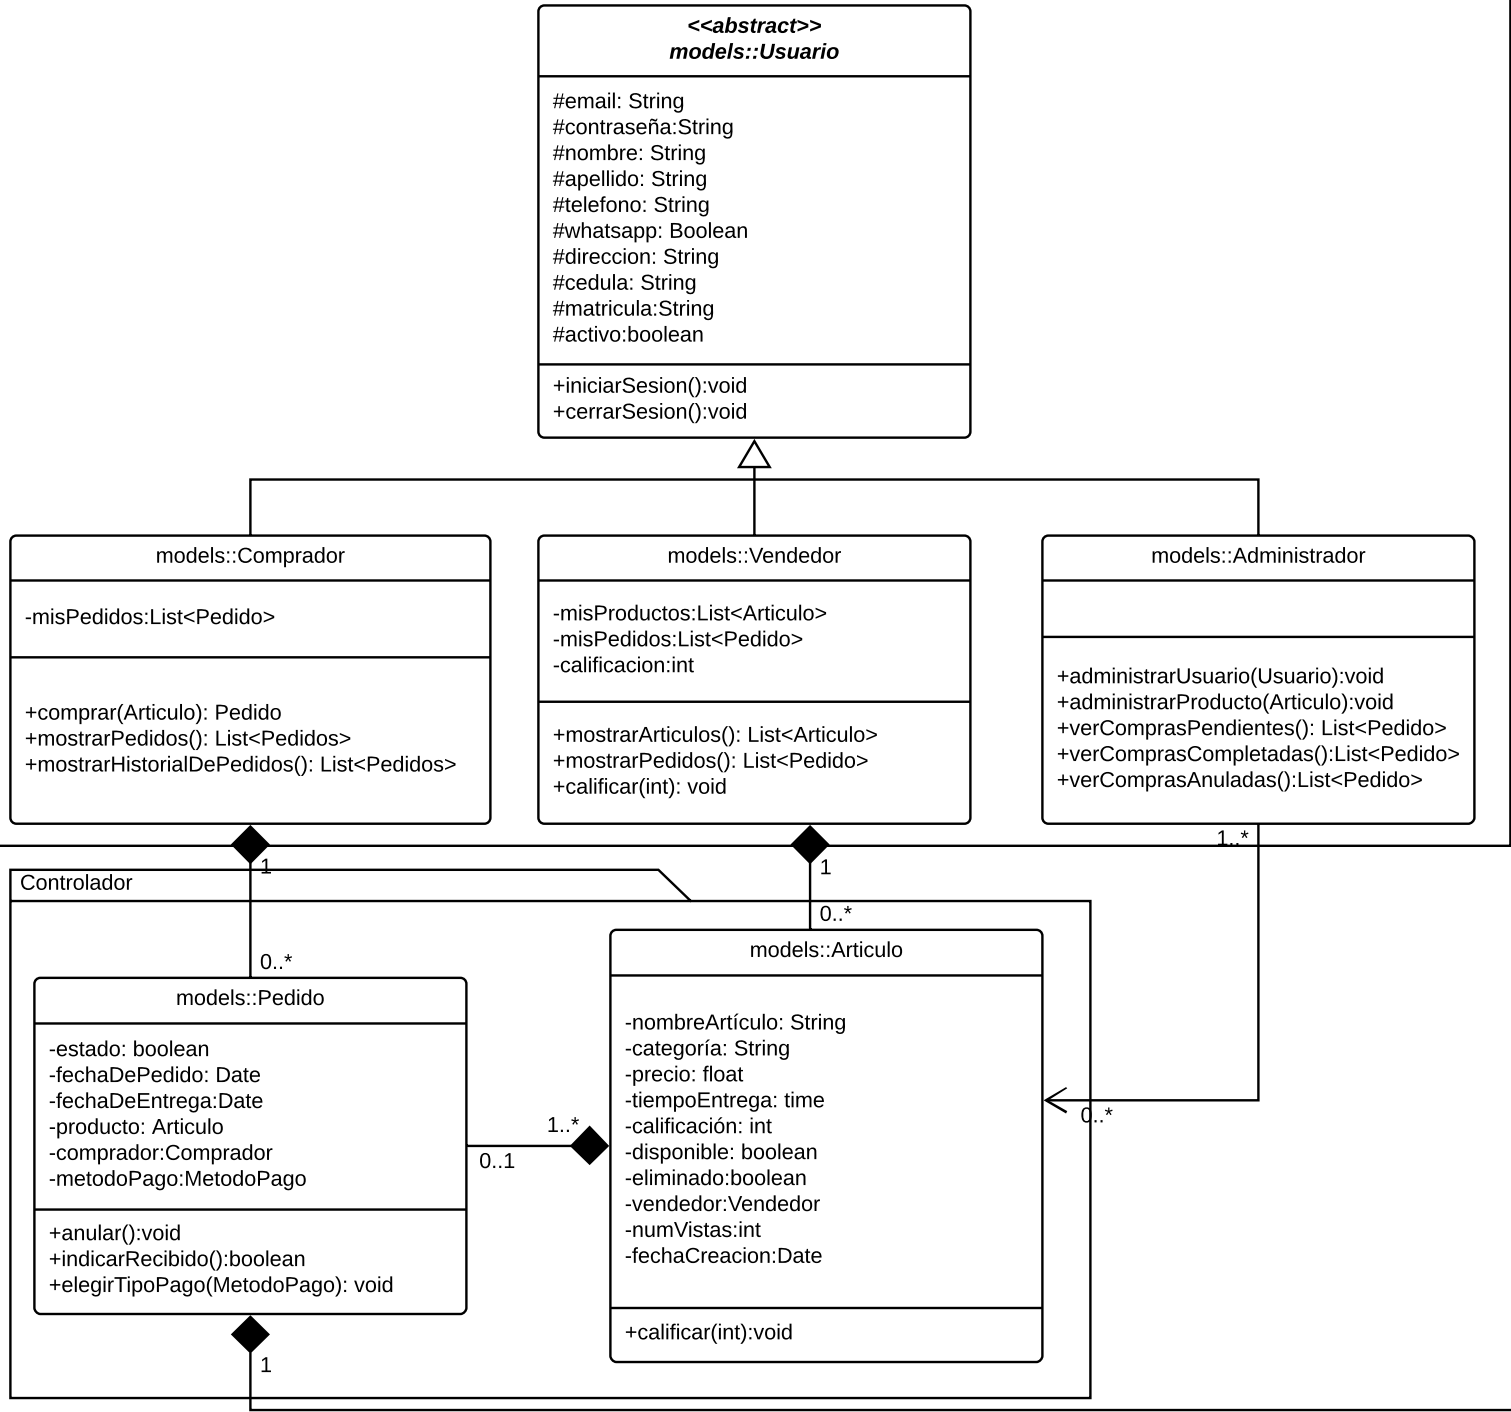 <<abstract>>
models::Usuario
#email: String
#contraseña:String
#nombre: String
#apellido: String
#telefono: String
#whatsapp: Boolean
#direccion: String
#cedula: String
#matricula:String
#activo:boolean
+iniciarSesion():void
+cerrarSesion():void
models::Comprador
-misPedidos:List<Pedido>
+comprar(Articulo): Pedido
+mostrarPedidos(): List<Pedidos>
+mostrarHistorialDePedidos(): List<Pedidos>
models::Vendedor
-misProductos:List<Articulo>
-misPedidos:List<Pedido>
-calificacion:int
+mostrarArticulos(): List<Articulo>
+mostrarPedidos(): List<Pedido>
+calificar(int): void
models::Administrador
+administrarUsuario(Usuario):void
+administrarProducto(Articulo):void
+verComprasPendientes(): List<Pedido>
+verComprasCompletadas():List<Pedido>
+verComprasAnuladas():List<Pedido>
1
1
1..*
Controlador
0..*
0..*
models::Pedido
-estado: boolean
-fechaDePedido: Date
-fechaDeEntrega:Date
-producto: Articulo
-comprador:Comprador
-metodoPago:MetodoPago
+anular():void
+indicarRecibido():boolean
+elegirTipoPago(MetodoPago): void
1..*
0..1
models::Articulo
-nombreArtículo: String
-categoría: String
-precio: float
-tiempoEntrega: time
-calificación: int
-disponible: boolean
-eliminado:boolean
-vendedor:Vendedor
-numVistas:int
-fechaCreacion:Date
+calificar(int):void
0..*
1